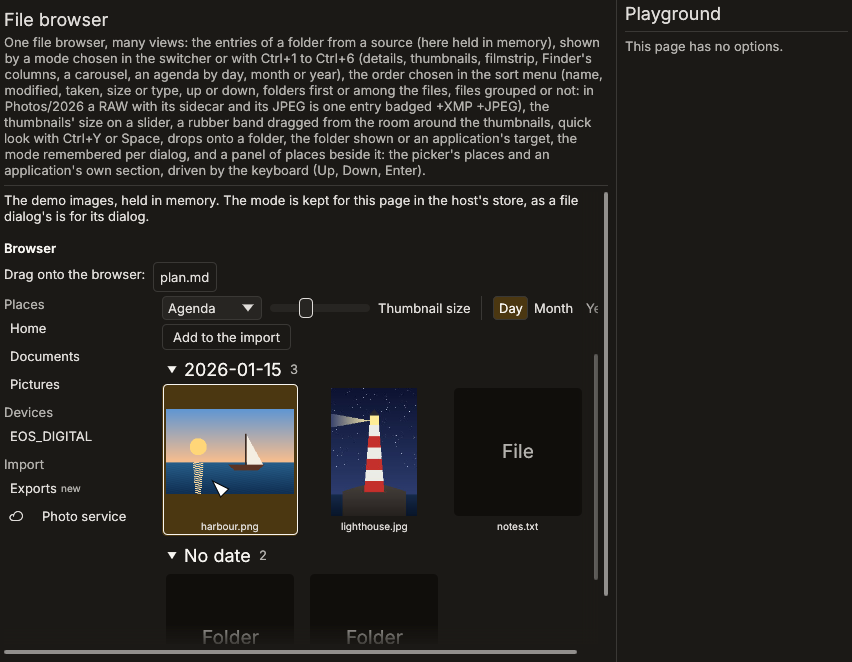 File browser
One file browser, many views: the entries of a folder from a source (here held in memory), shown
by a mode chosen in the switcher or with Ctrl+1 to Ctrl+6 (details, thumbnails, filmstrip, Finder's
columns, a carousel, an agenda by day, month or year), the order chosen in the sort menu (name,
modified, taken, size or type, up or down, folders first or among the files, files grouped or not: in
Photos/2026 a RAW with its sidecar and its JPEG is one entry badged +XMP +JPEG), the
thumbnails' size on a slider, a rubber band dragged from the room around the thumbnails, quick
look with Ctrl+Y or Space, drops onto a folder, the folder shown or an application's target, the
mode remembered per dialog, and a panel of places beside it: the picker's places and an
application's own section, driven by the keyboard (Up, Down, Enter).
The demo images, held in memory. The mode is kept for this page in the host's store, as a file
dialog's is for its dialog.
Browser
Drag onto the browser: plan.md
Places
Home
Documents
Pictures
Devices
EOS_DIGITAL
Import
Exports new
Photo service
Agenda Thumbnail size Day Month Ye
Add to the import
2026-01-15 3
harbour.png lighthouse.jpg notes.txt
File
No date 2
Folder Folder
Playground
This page has no options.